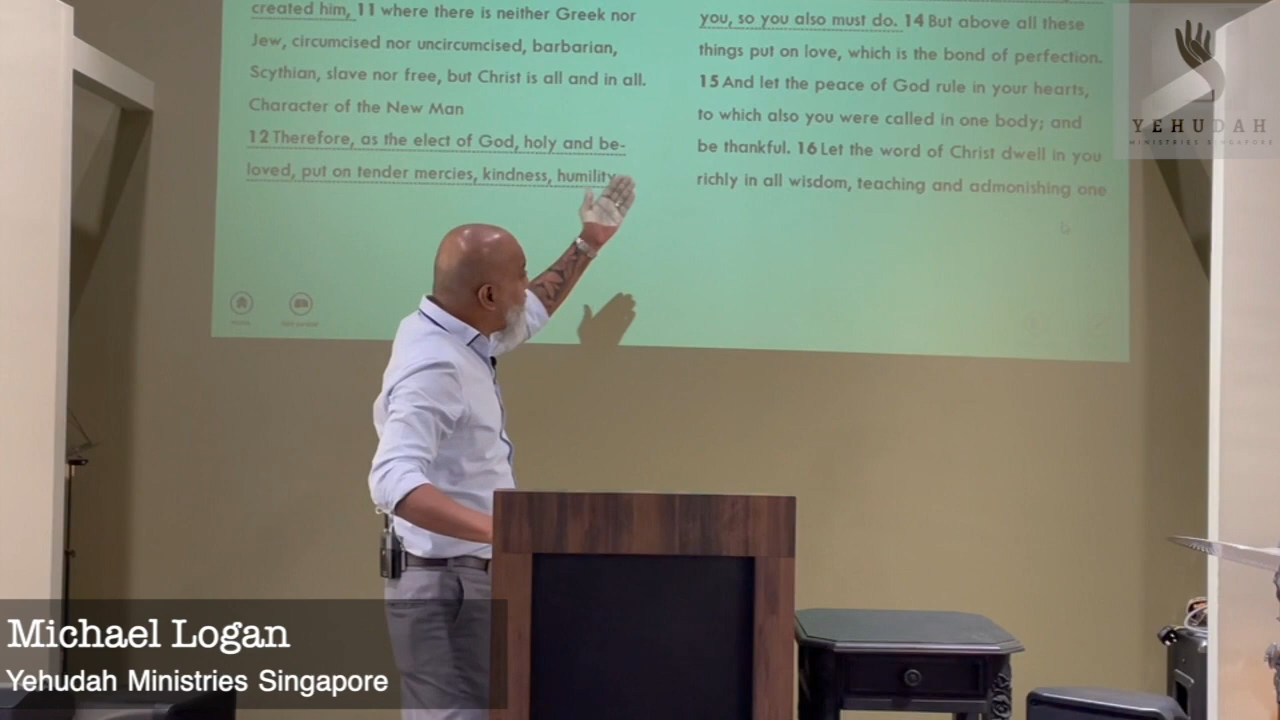 created him, 11 where there is neither Greek nor
Jew, circumcised nor uncircumcised, barbarian,
Scythian, slave nor free, but Christ is all and in all.
Character of the New Man
12 Therefore, as the elect of God, holy and be-
loved, put on tender mercies, kindness, humility
you, so you also must do. 14 But above all these
things put on love, which is the bond of perfection.
15 And let the peace of God rule in your hearts,
to which also you were called in one body; and
be thankful. 16 Let the word of Christ dwell in you
richly in all wisdom, teaching and admonishing one
YEHUDAH
MINISTRIES SINGAPORE
Michael Logan
Yehudah Ministries Singapore